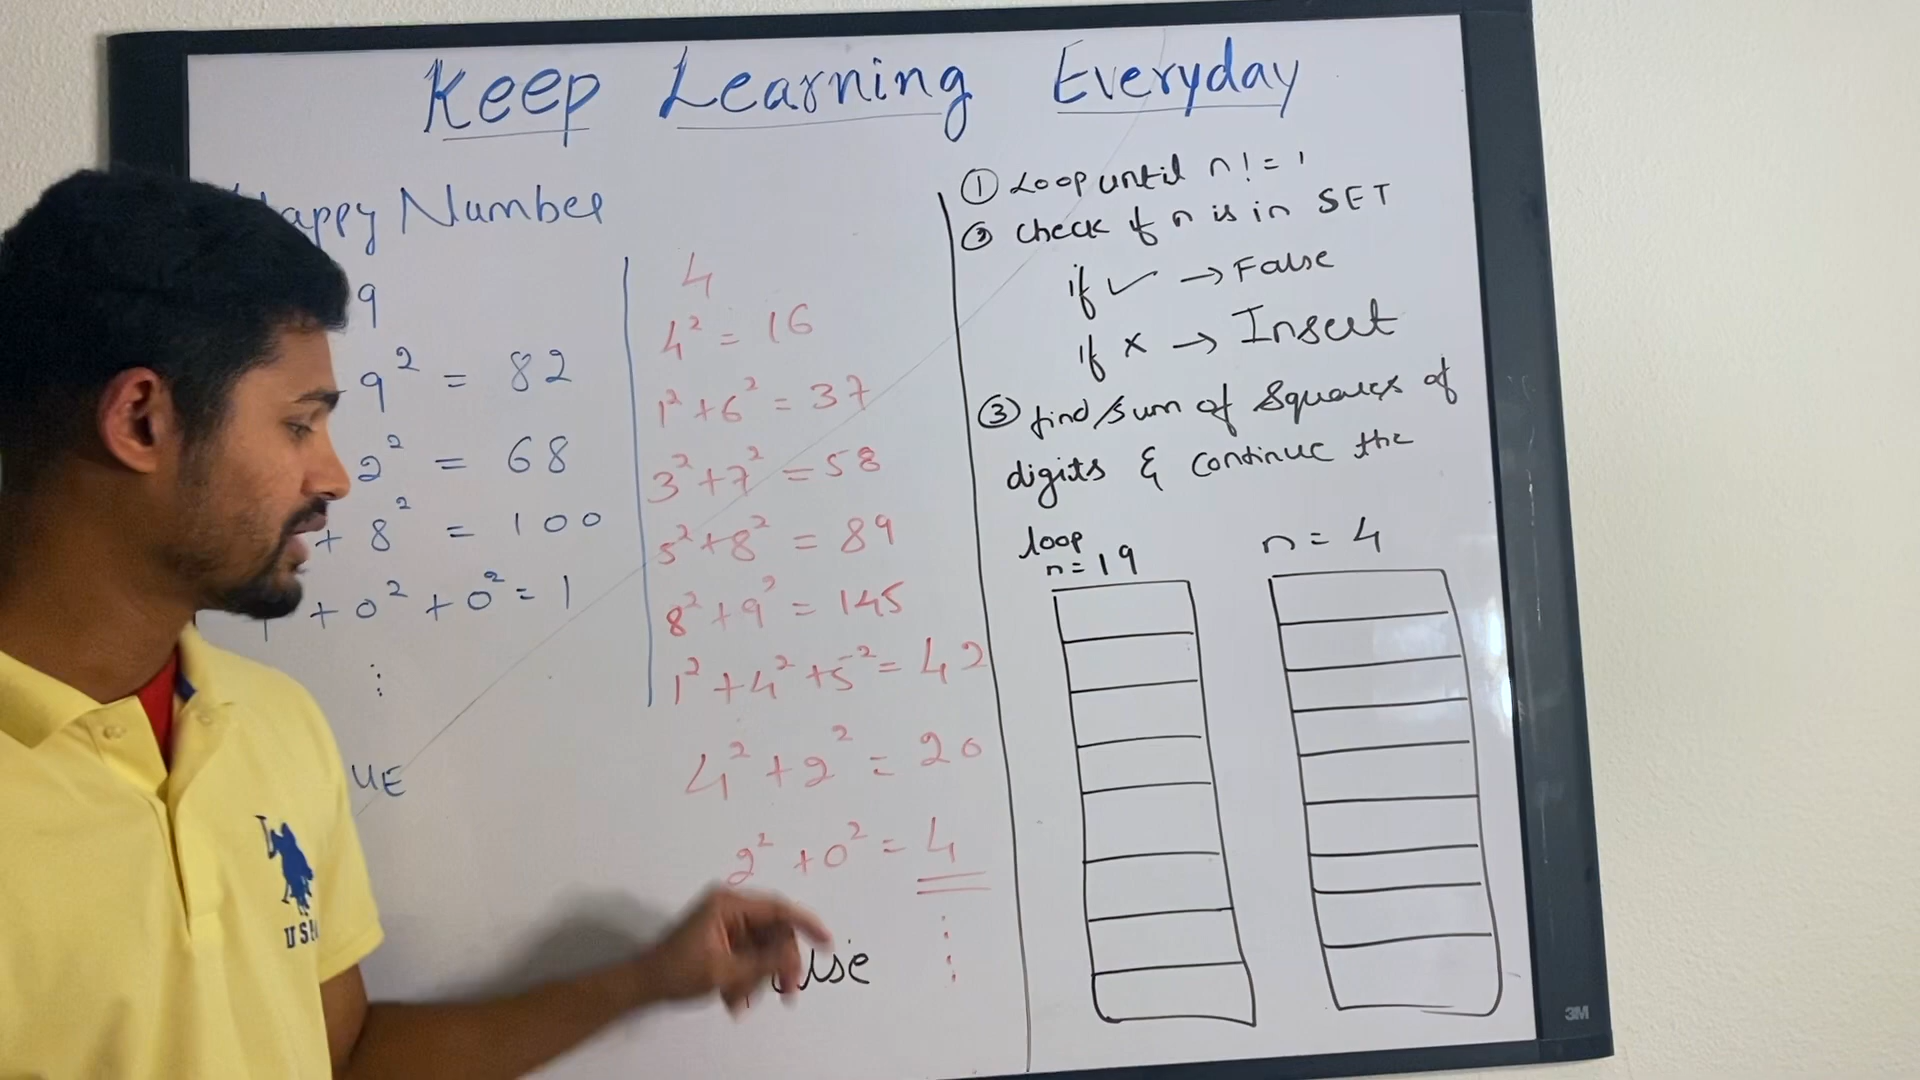 Keep Learning Everyday
Happy Number
9
9² = 82
2² = 68
+ 8² = 100
+ 0² + 0² = 1
UE
4
4² = 16
1² + 6² = 37
3² + 7² = 58
5² + 8² = 89
8² + 9² = 145
1² + 4² + 5² = 42
4² + 2² = 20
2² + 0² = 4
False
① Loop until n != 1
② Check if n is in SET
if ✓ → False
if × → Insert
③ find sum of Squares of
digits & continue the
loop
n = 19
n = 4
3M